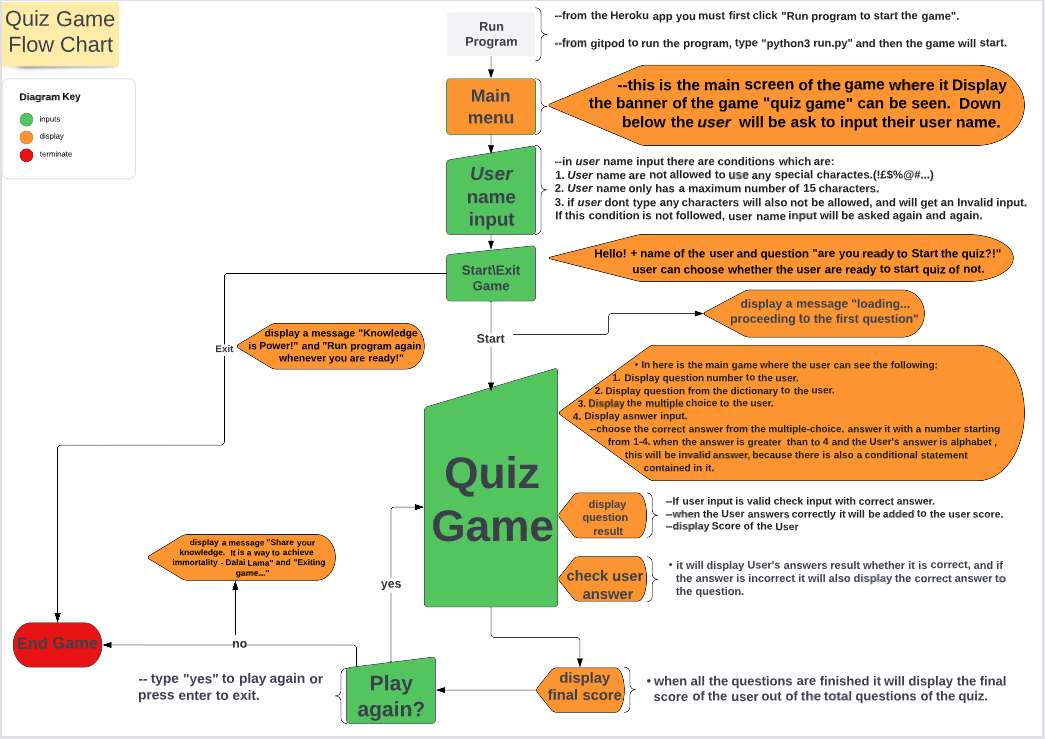 Quiz Game
Flow Chart
Diagram Key
inputs
display
terminate
Run
Program
--from the Heroku app you must first click "Run program to start the game".
--from gitpod to run the program, type "python3 run.py" and then the game will start.
Main
menu
--this is the main screen of the game where it Display
the banner of the game "quiz game" can be seen. Down
below the user will be ask to input their user name.
User
name
input
--in user name input there are conditions which are:
1. User name are not allowed to use any special charactes.(!£$%@#...)
2. User name only has a maximum number of 15 characters.
3. if user dont type any characters will also not be allowed, and will get an Invalid input.
If this condition is not followed, user name input will be asked again and again.
Start\Exit
Game
Hello! + name of the user and question "are you ready to Start the quiz?!"
user can choose whether the user are ready to start quiz of not.
Start
display a message "loading...
proceeding to the first question"
Exit
display a message "Knowledge
is Power!" and "Run program again
whenever you are ready!"
Quiz
Game
• In here is the main game where the user can see the following:
1. Display question number to the user.
2. Display question from the dictionary to the user.
3. Display the multiple choice to the user.
4. Display asnwer input.
--choose the correct answer from the multiple-choice. answer it with a number starting
from 1-4. when the answer is greater than to 4 and the User's answer is alphabet ,
this will be invalid answer, because there is also a conditional statement
contained in it.
display
question
result
--If user input is valid check input with correct answer.
--when the User answers correctly it will be added to the user score.
--display Score of the User
check user
answer
• it will display User's answers result whether it is correct, and if
the answer is incorrect it will also display the correct answer to
the question.
display a message "Share your
knowledge. It is a way to achieve
immortality - Dalai Lama" and "Exiting
game..."
yes
no
End Game
-- type "yes" to play again or
press enter to exit.
Play
again?
display
final score
• when all the questions are finished it will display the final
score of the user out of the total questions of the quiz.